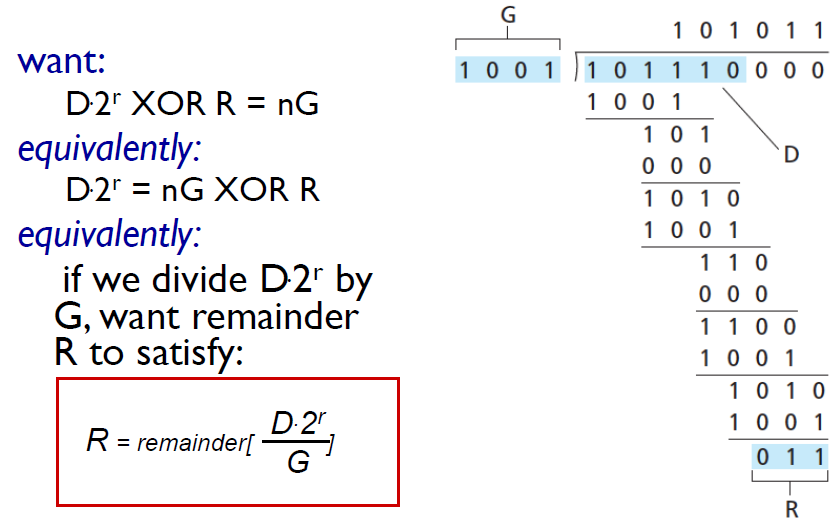 want:
D·2ʳ XOR R = nG
equivalently:
D·2ʳ = nG XOR R
equivalently:
if we divide D·2ʳ by
G, want remainder
R to satisfy:
R = remainder[ D·2ʳ / G ]
G
1 0 1 0 1 1
1 0 0 1 ) 1 0 1 1 1 0 0 0 0
1 0 0 1
D
1 0 1
0 0 0
1 0 1 0
1 0 0 1
1 1 0
0 0 0
1 1 0 0
1 0 0 1
1 0 1 0
1 0 0 1
0 1 1
R